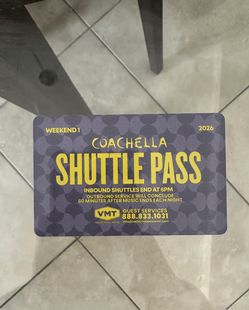 WEEKEND 1
2026
COACHELLA
SHUTTLE PASS
INBOUND SHUTTLES END AT 6PM
OUTBOUND SERVICE WILL CONCLUDE
60 MINUTES AFTER MUSIC ENDS EACH NIGHT
VMT
GUEST SERVICES
888.833.1031